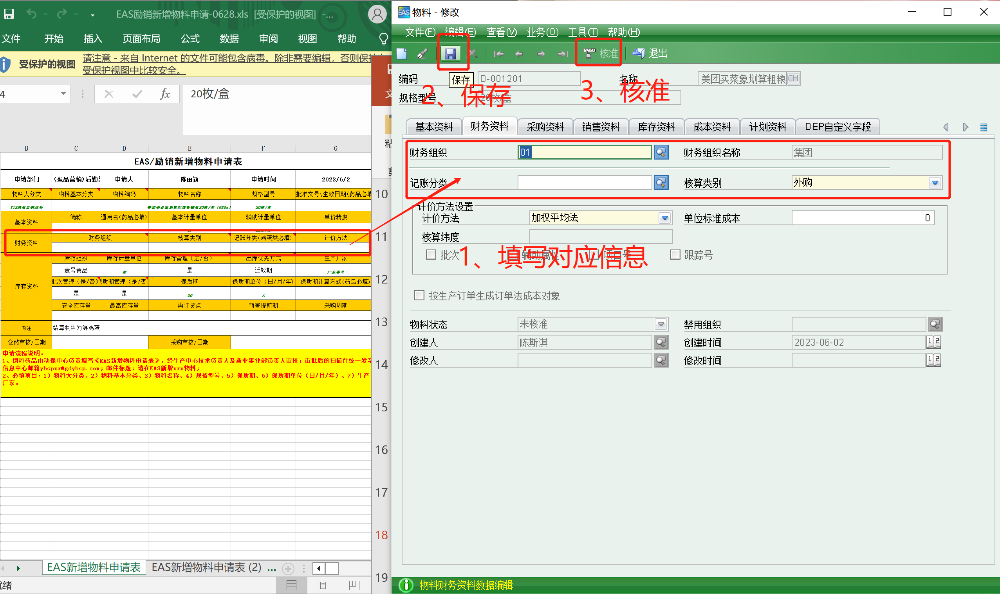 EAS励销新增物料申请-0628.xls [受保护的视图] -...
文件 开始 插入 页面布局 公式 数据 审阅 视图 帮助
受保护的视图
请注意 - 来自 Internet 的文件可能包含病毒。除非需要编辑，否则保持在
受保护视图中比较安全。
4
fx
20枚/盒
B C D E F G
EAS/励销新增物料申请表
申请部门 (蛋品营销)后勤 申请人 陈丽颖 申请时间 2023/6/2
物料大分类 物料基本分类 物料编码 物料名称 规格型号 批准文号\生效日期(药品必填
Y12鸡蛋营销业务 美团买菜象划算粗粮谷物蛋20枚/盒（930g） 20枚/盒
基本资料 简称 通用名(药品必填) 基本计量单位 辅助计量单位 单价精度
财务资料 财务组织 核算类别 记账分类(鸡蛋类必填) 计价方法
库存组织 库存计量单位 库存管理（是/否） 出库优先方式 生产厂家
壹号食品 盒 是 近效期 广东壹号
库存资料 批次管理（是/否） 保质期管理（是/否） 保质期 保质期单位（日/月/年） 保质期计算方式(药品必填)
是 是 30 天
安全库存量 最高库存量 再订货点 预警提前期 采购周期
备注 结算物料为鲜鸡蛋
仓储审核/日期 采购审核/日期
申请流程说明：
1、饲料药品由动保中心负责填写《EAS新增物料申请表》，经生产中心技术负责人及禽业事业部负责人审核；审批后的扫描件统一发至
信息中心邮箱yhspxx@gdyhsp.com；邮件标题：请在EAS新增xxx物料；
2、必填项目：1）物料大分类、2）物料基本分类、3）物料名称、4）规格型号、5）保质期、6）保质期单位（日/月/年）、7）生产
厂家。
EAS新增物料申请表 EAS新增物料申请表 (2) ...
就绪
文
粘
剪
10
11
12
13
14
15
16
17
18
19
EAS 物料 - 修改
文件(F) 编辑(E) 查看(V) 业务(O) 工具(T) 帮助(H)
核准 退出
保存
编码 D-001201 名称 美团买菜象划算粗粮 CH
规格型号 20枚/盒
2、保存 3、核准
基本资料 财务资料 采购资料 销售资料 库存资料 成本资料 计划资料 DEP自定义字段
财务组织 01 财务组织名称 集团
记账分类 核算类别 外购
计价方法设置
计价方法 加权平均法 单位标准成本 0
核算纬度
批次 辅助属性 项目号 跟踪号
1、填写对应信息
按生产订单生成订单法成本对象
物料状态 未核准 禁用组织
创建人 陈斯淇 创建时间 2023-06-02 12
修改人 修改时间 12
物料财务资料数据编辑